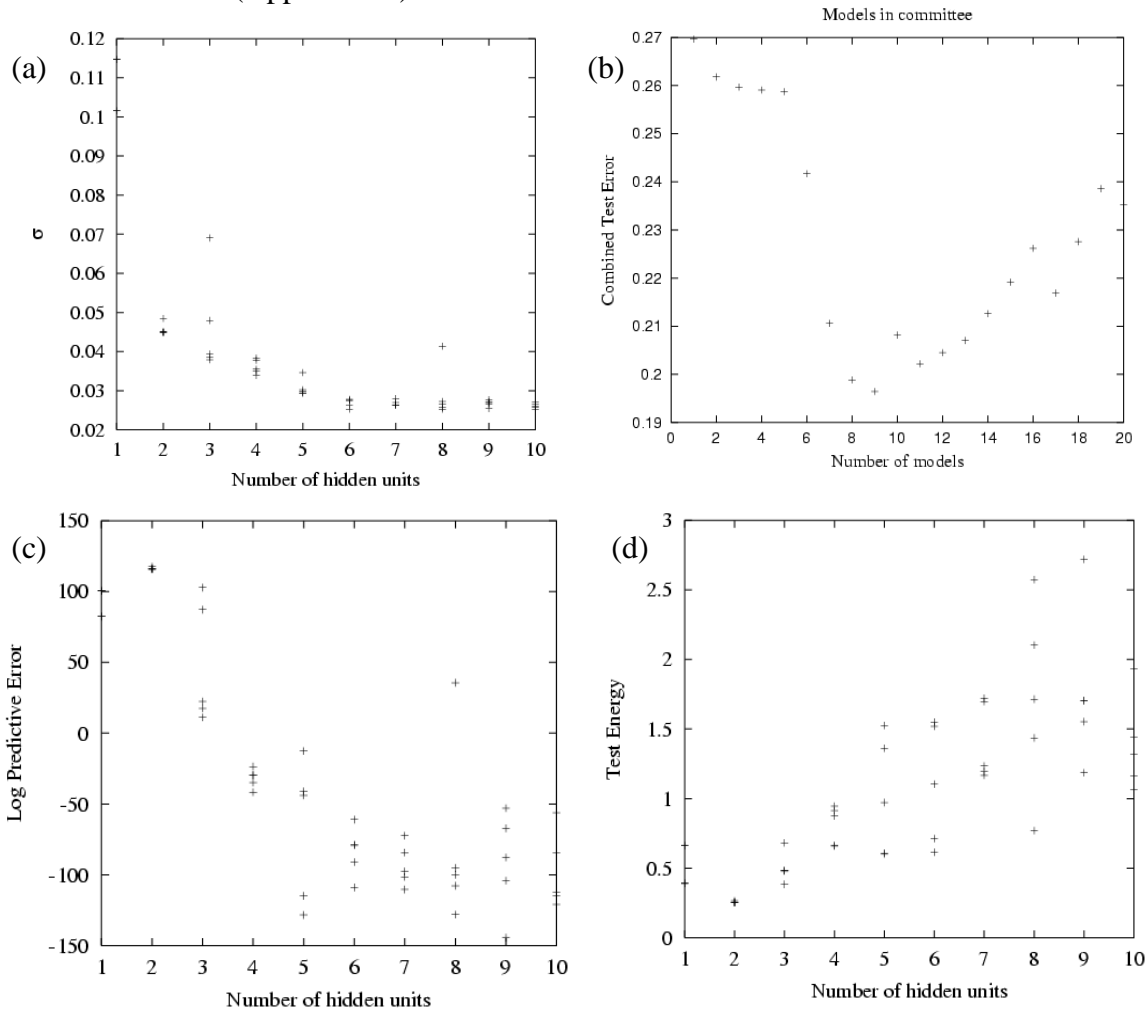 (a)
0.12
0.11
0.1
0.09
0.08
0.07
0.06
0.05
0.04
0.03
0.02
σ
1 2 3 4 5 6 7 8 9 10
Number of hidden units
Models in committee
(b)
0.27
0.26
0.25
0.24
0.23
0.22
0.21
0.2
0.19
Combined Test Error
0 2 4 6 8 10 12 14 16 18 20
Number of models
(c)
150
100
50
0
-50
-100
-150
Log Predictive Error
1 2 3 4 5 6 7 8 9 10
Number of hidden units
(d)
3
2.5
2
1.5
1
0.5
0
Test Energy
1 2 3 4 5 6 7 8 9 10
Number of hidden units